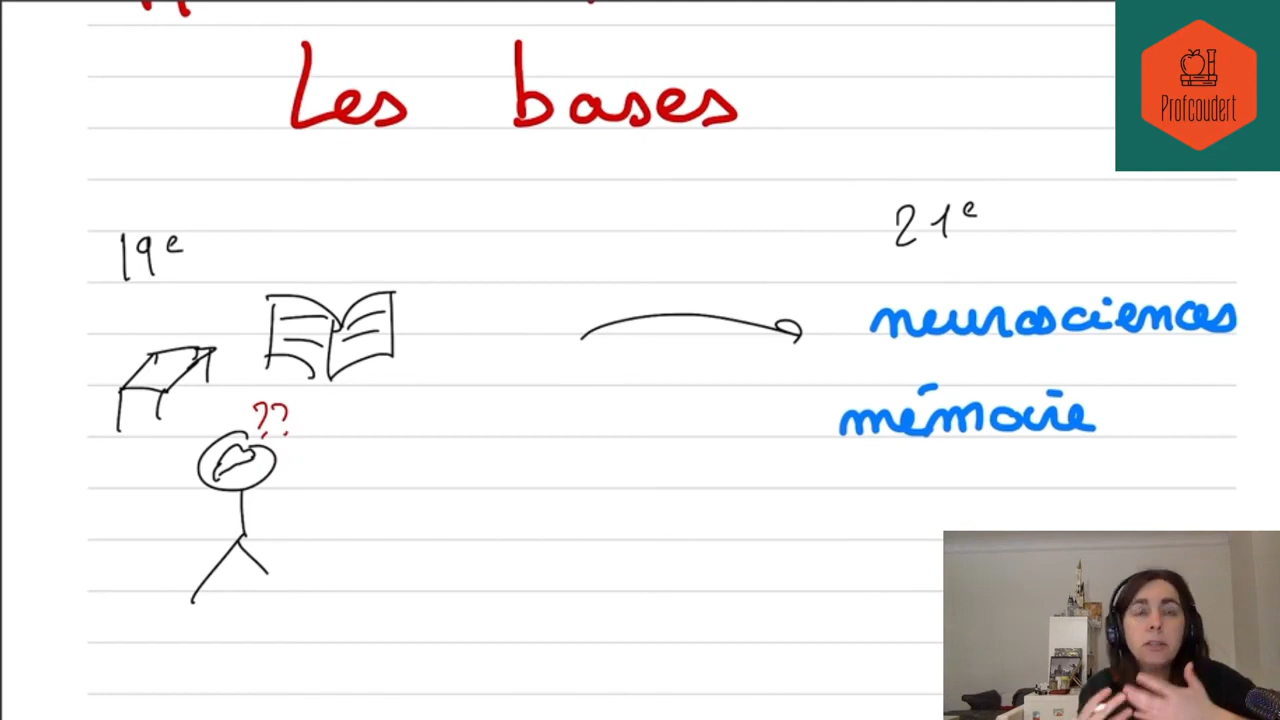 Les bases
Profcoudert
19e
21e
neurosciences
??
mémoire